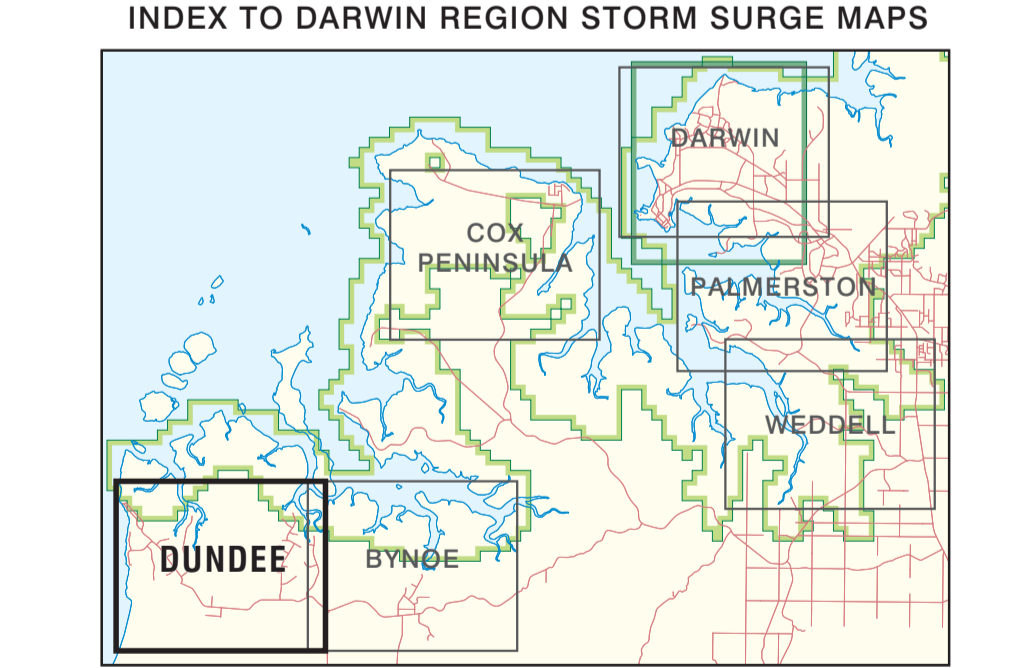 INDEX TO DARWIN REGION STORM SURGE MAPS
DARWIN
COX
PENINSULA
PALMERSTON
WEDDELL
DUNDEE
BYNOE